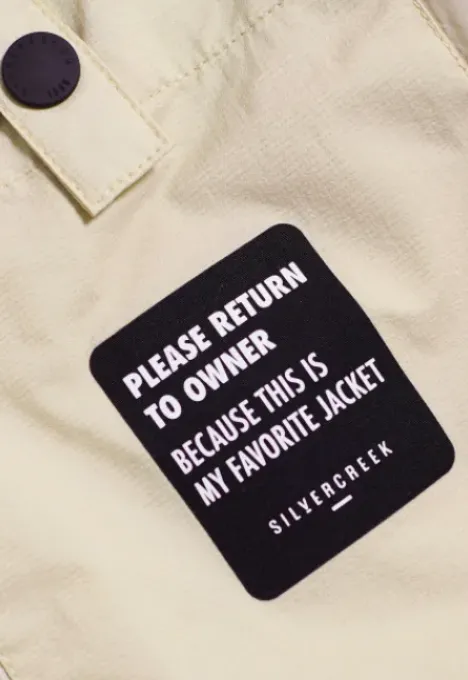 PLEASE RETURN
TO OWNER
BECAUSE THIS IS
MY FAVORITE JACKET
SILVERCREEK